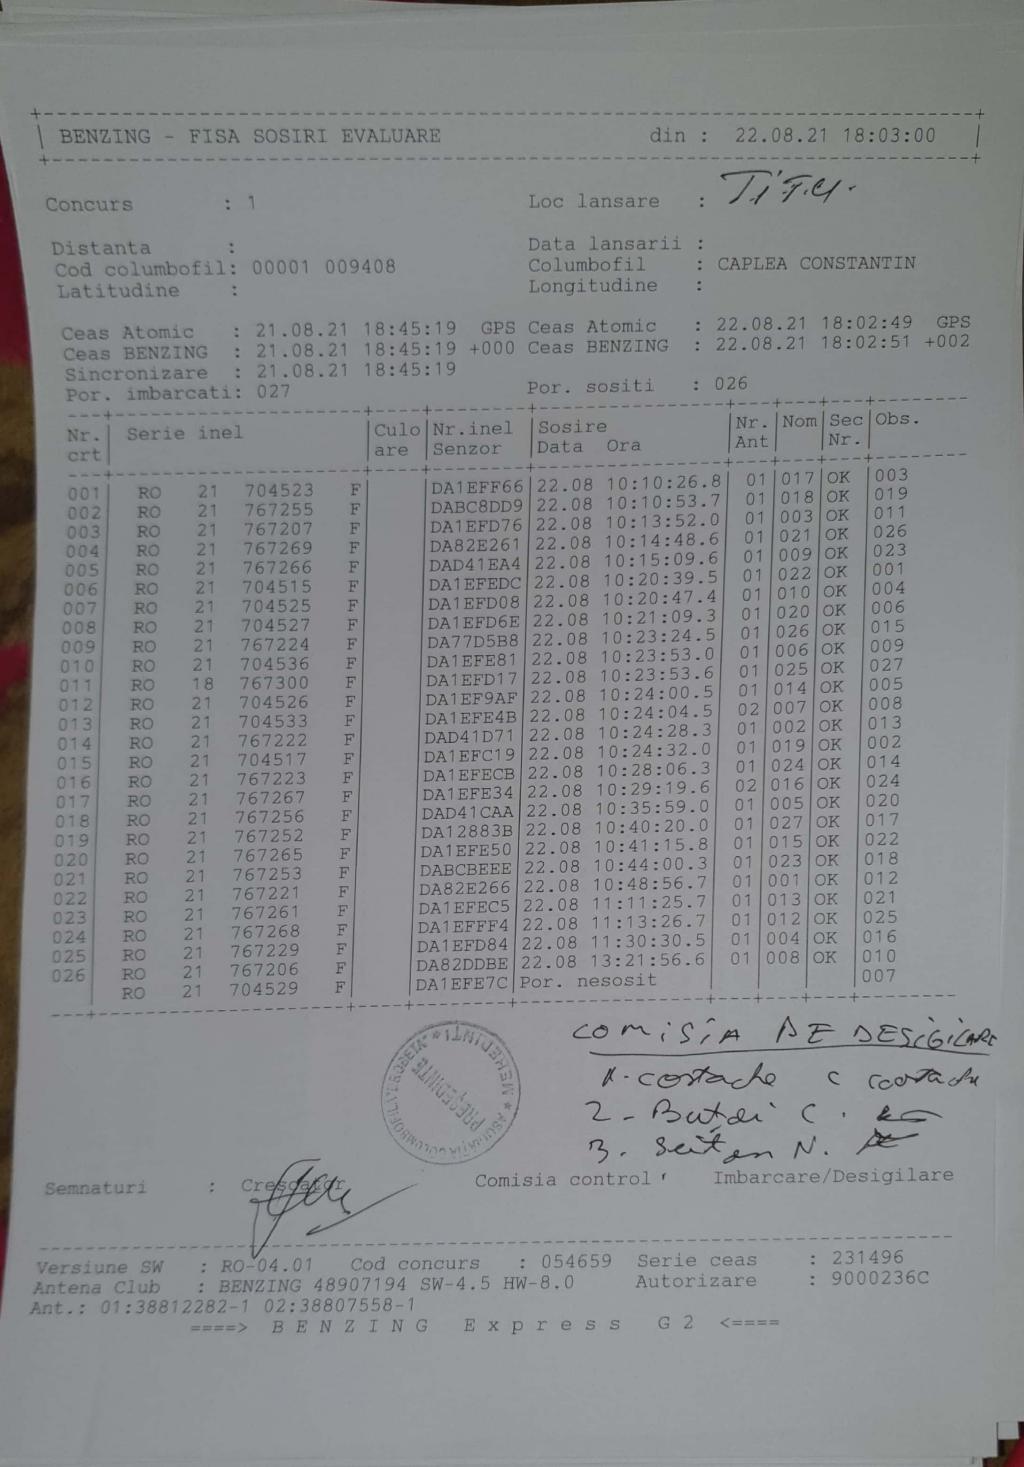 BENZING - FISA SOSIRI EVALUARE din : 22.08.21 18:03:00
Concurs : 1 Loc lansare : TITU.
Distanta : Data lansarii :
Cod columbofil: 00001 009408 Columbofil : CAPLEA CONSTANTIN
Latitudine : Longitudine :
Ceas Atomic : 21.08.21 18:45:19 GPS Ceas Atomic : 22.08.21 18:02:49 GPS
Ceas BENZING : 21.08.21 18:45:19 +000 Ceas BENZING : 22.08.21 18:02:51 +002
Sincronizare : 21.08.21 18:45:19
Por. imbarcati: 027 Por. sositi : 026
Nr. Serie inel Culo Nr.inel Sosire Nr. Nom Sec Obs.
crt are Senzor Data Ora Ant Nr.
001 RO 21 704523 F DA1EFF66 22.08 10:10:26.8 01 017 OK 003
002 RO 21 767255 F DABC8DD9 22.08 10:10:53.7 01 018 OK 019
003 RO 21 767207 F DA1EFD76 22.08 10:13:52.0 01 003 OK 011
004 RO 21 767269 F DA82E261 22.08 10:14:48.6 01 021 OK 026
005 RO 21 767266 F DAD41EA4 22.08 10:15:09.6 01 009 OK 023
006 RO 21 704515 F DA1EFEDC 22.08 10:20:39.5 01 022 OK 001
007 RO 21 704525 F DA1EFD08 22.08 10:20:47.4 01 010 OK 004
008 RO 21 704527 F DA1EFD6E 22.08 10:21:09.3 01 020 OK 006
009 RO 21 767224 F DA77D5B8 22.08 10:23:24.5 01 026 OK 015
010 RO 21 704536 F DA1EFE81 22.08 10:23:53.0 01 006 OK 009
011 RO 18 767300 F DA1EFD17 22.08 10:23:53.6 01 025 OK 027
012 RO 21 704526 F DA1EF9AF 22.08 10:24:00.5 01 014 OK 005
013 RO 21 704533 F DA1EFE4B 22.08 10:24:04.5 02 007 OK 008
014 RO 21 767222 F DAD41D71 22.08 10:24:28.3 01 002 OK 013
015 RO 21 704517 F DA1EFC19 22.08 10:24:32.0 01 019 OK 002
016 RO 21 767223 F DA1EFECB 22.08 10:28:06.3 01 024 OK 014
017 RO 21 767267 F DA1EFE34 22.08 10:29:19.6 02 016 OK 024
018 RO 21 767256 F DAD41CAA 22.08 10:35:59.0 01 005 OK 020
019 RO 21 767252 F DA12883B 22.08 10:40:20.0 01 027 OK 017
020 RO 21 767265 F DA1EFE50 22.08 10:41:15.8 01 015 OK 022
021 RO 21 767253 F DABCBEEE 22.08 10:44:00.3 01 023 OK 018
022 RO 21 767221 F DA82E266 22.08 10:48:56.7 01 001 OK 012
023 RO 21 767261 F DA1EFEC5 22.08 11:11:25.7 01 013 OK 021
024 RO 21 767268 F DA1EFFF4 22.08 11:13:26.7 01 012 OK 025
025 RO 21 767229 F DA1EFD84 22.08 11:30:30.5 01 004 OK 016
026 RO 21 767206 F DA82DDBE 22.08 13:21:56.6 01 008 OK 010
RO 21 704529 F DA1EFE7C Por. nesosit 007
COMISIA DE DESIGILARE
1. costache C costache
2 - Butoi C.
3. Seitan N.
PRESEDINTE
MEHEDINTI
Semnaturi : Crescator Comisia control Imbarcare/Desigilare
Versiune SW : RO-04.01 Cod concurs : 054659 Serie ceas : 231496
Antena Club : BENZING 48907194 SW-4.5 HW-8.0 Autorizare : 9000236C
Ant.: 01:38812282-1 02:38807558-1
====> B E N Z I N G E x p r e s s G 2 <====